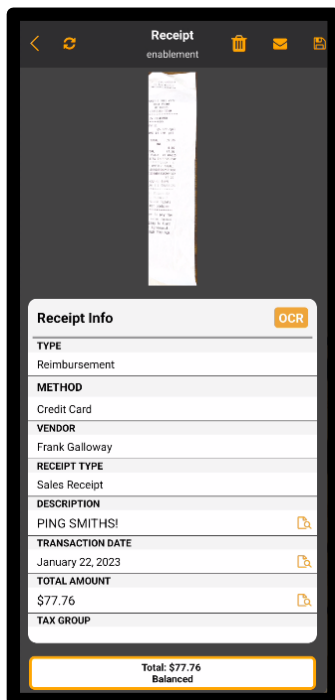 Receipt
enablement
Receipt Info
OCR
TYPE
Reimbursement
METHOD
Credit Card
VENDOR
Frank Galloway
RECEIPT TYPE
Sales Receipt
DESCRIPTION
PING SMITHS!
TRANSACTION DATE
January 22, 2023
TOTAL AMOUNT
$77.76
TAX GROUP
Total: $77.76
Balanced